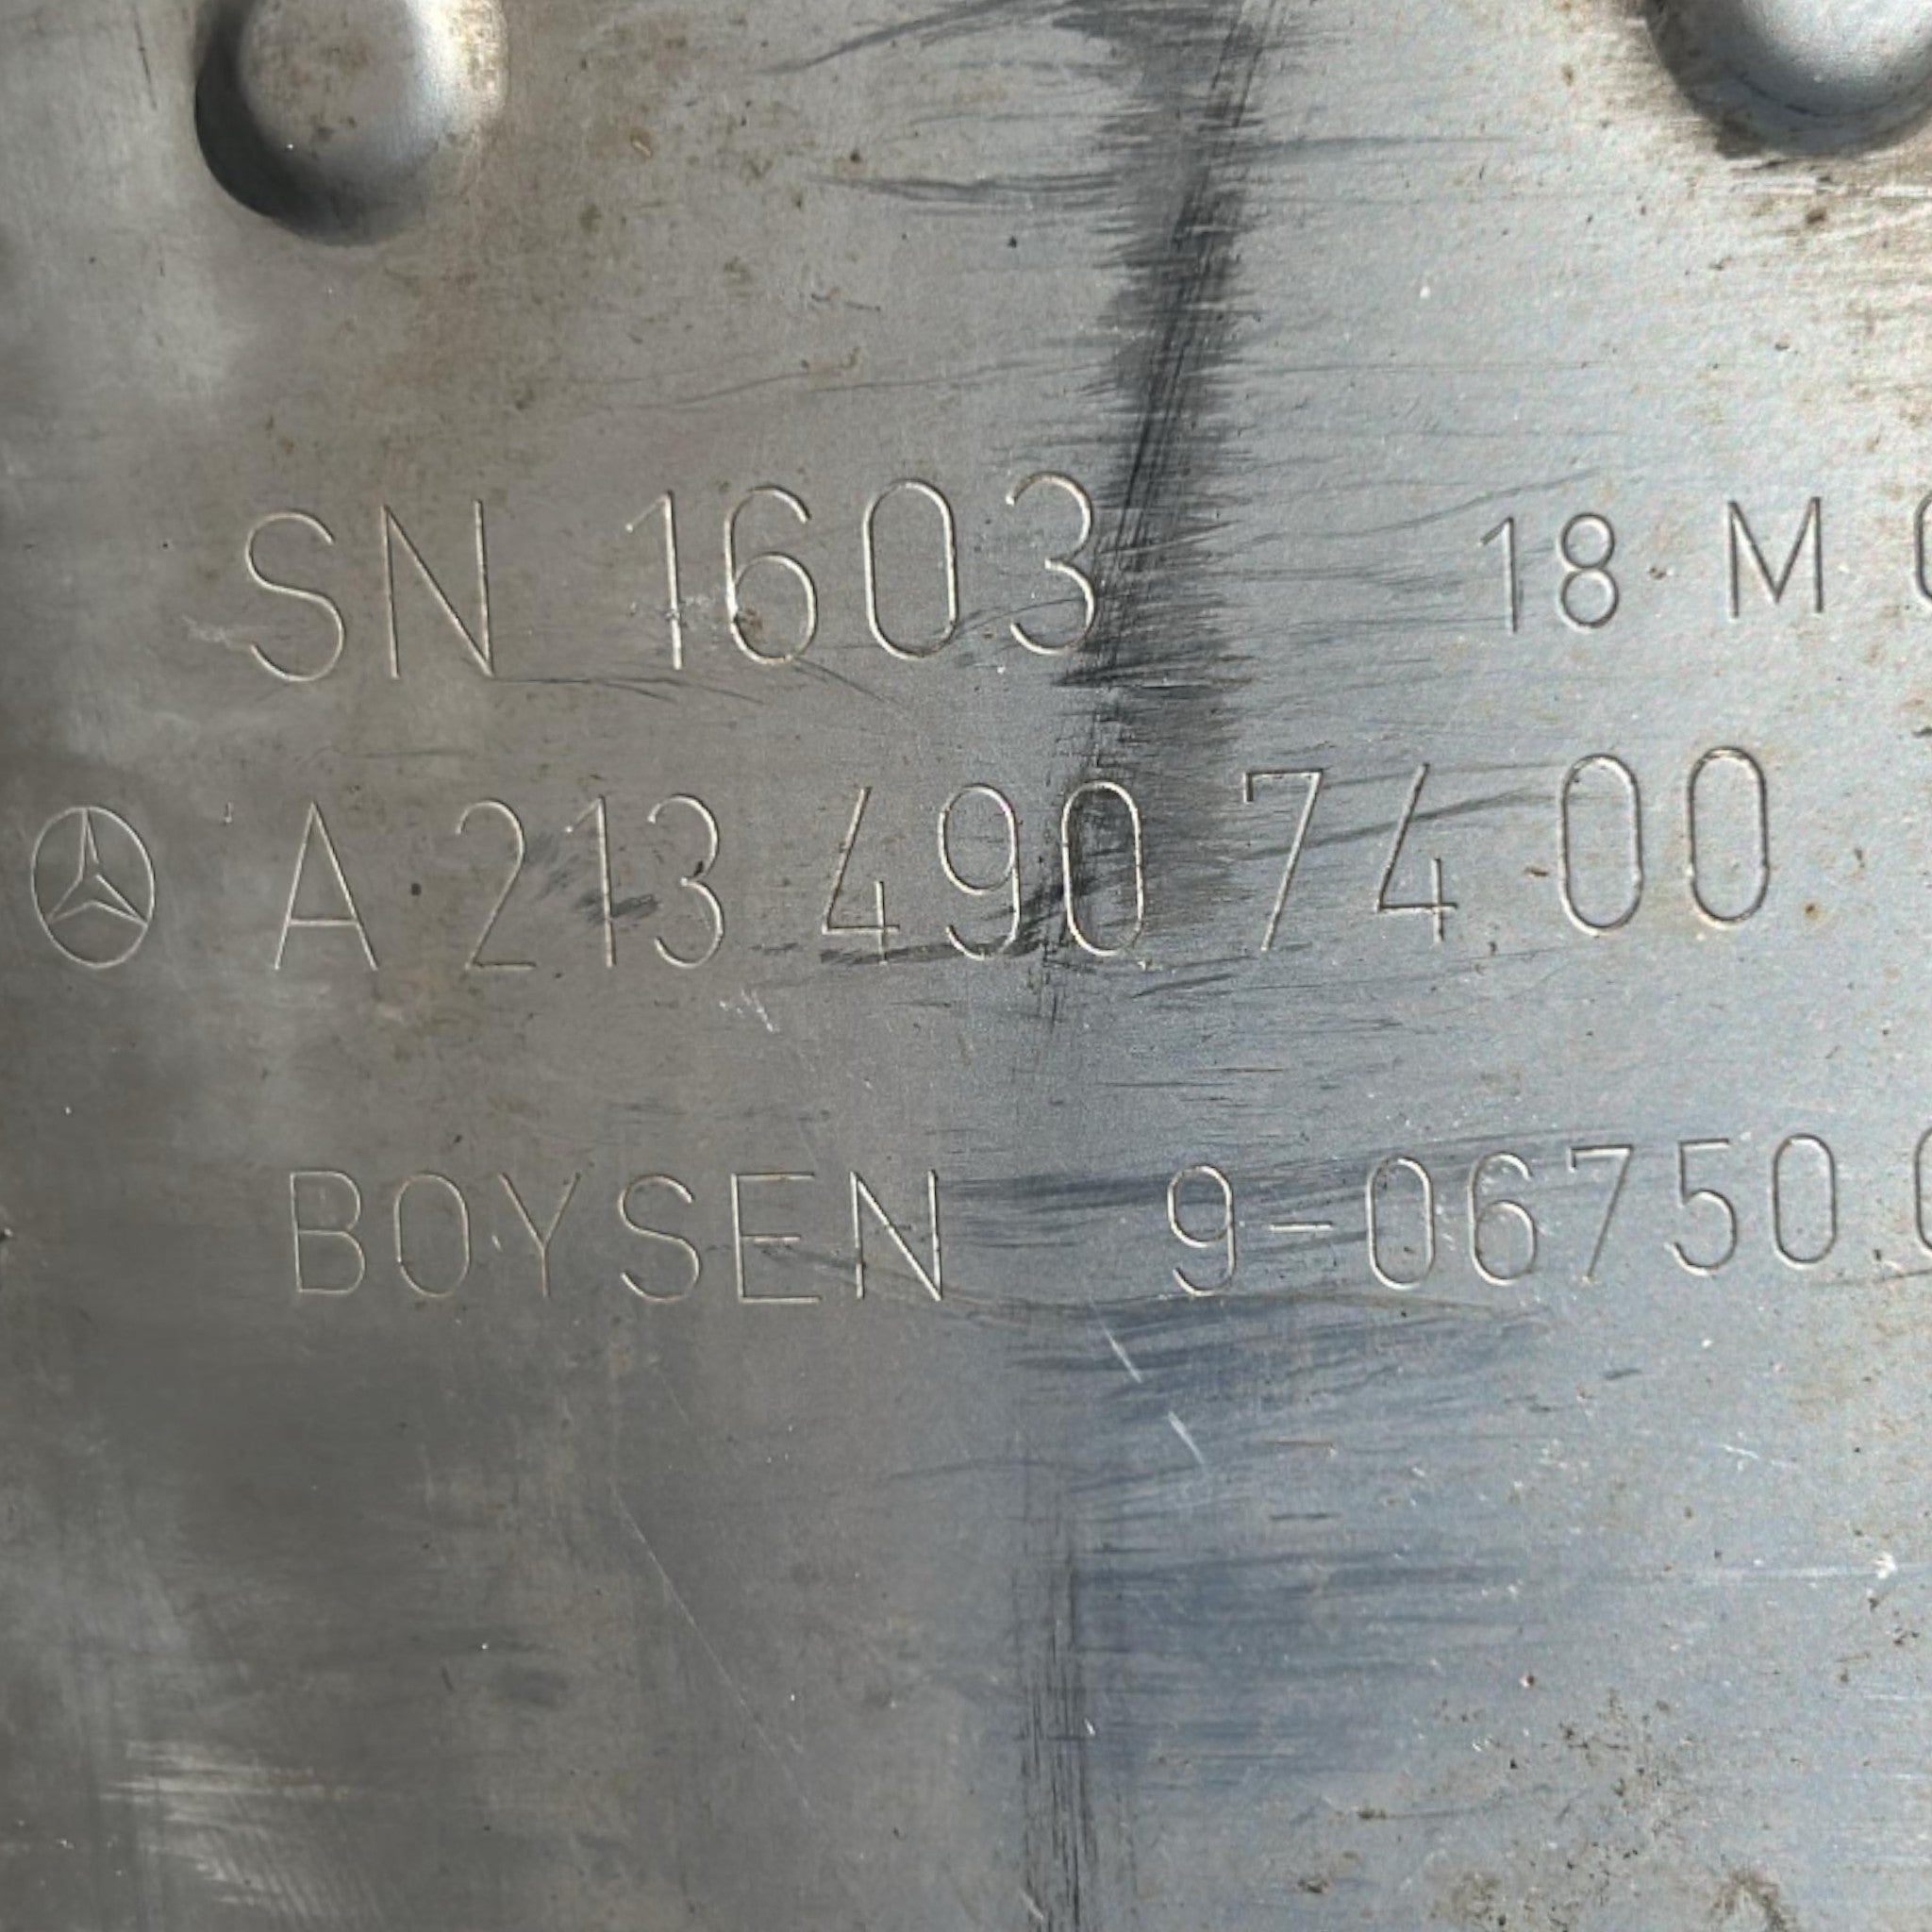 SN 1603 18 M
A 213 490 74 00
BOYSEN 9-06750